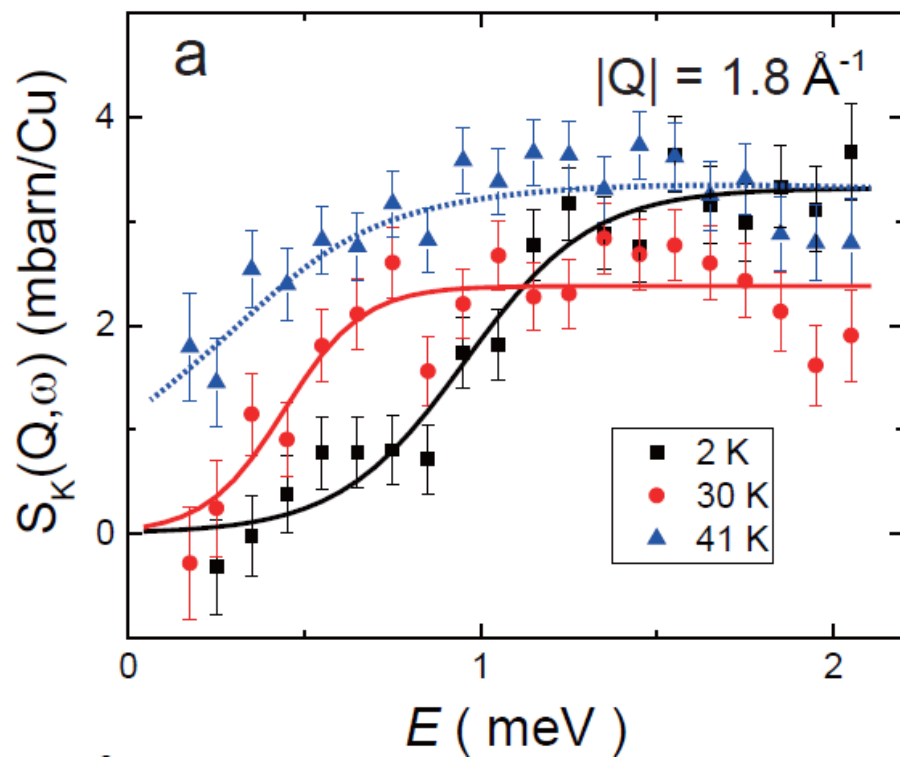 a
|Q| = 1.8 Å⁻¹
S_K(Q,ω) (mbarn/Cu)
4
2
0
2 K
30 K
41 K
0
1
2
E ( meV )